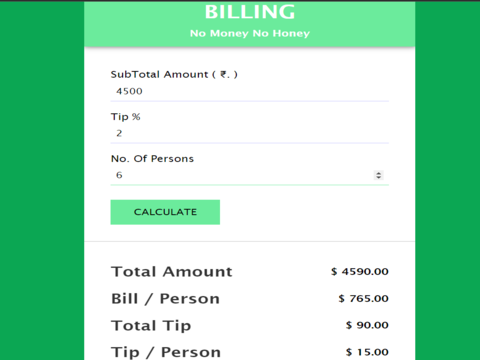 BILLING
No Money No Honey
SubTotal Amount ( ₹. )
4500
Tip %
2
No. Of Persons
6
CALCULATE
Total Amount $ 4590.00
Bill / Person $ 765.00
Total Tip $ 90.00
Tip / Person $ 15.00